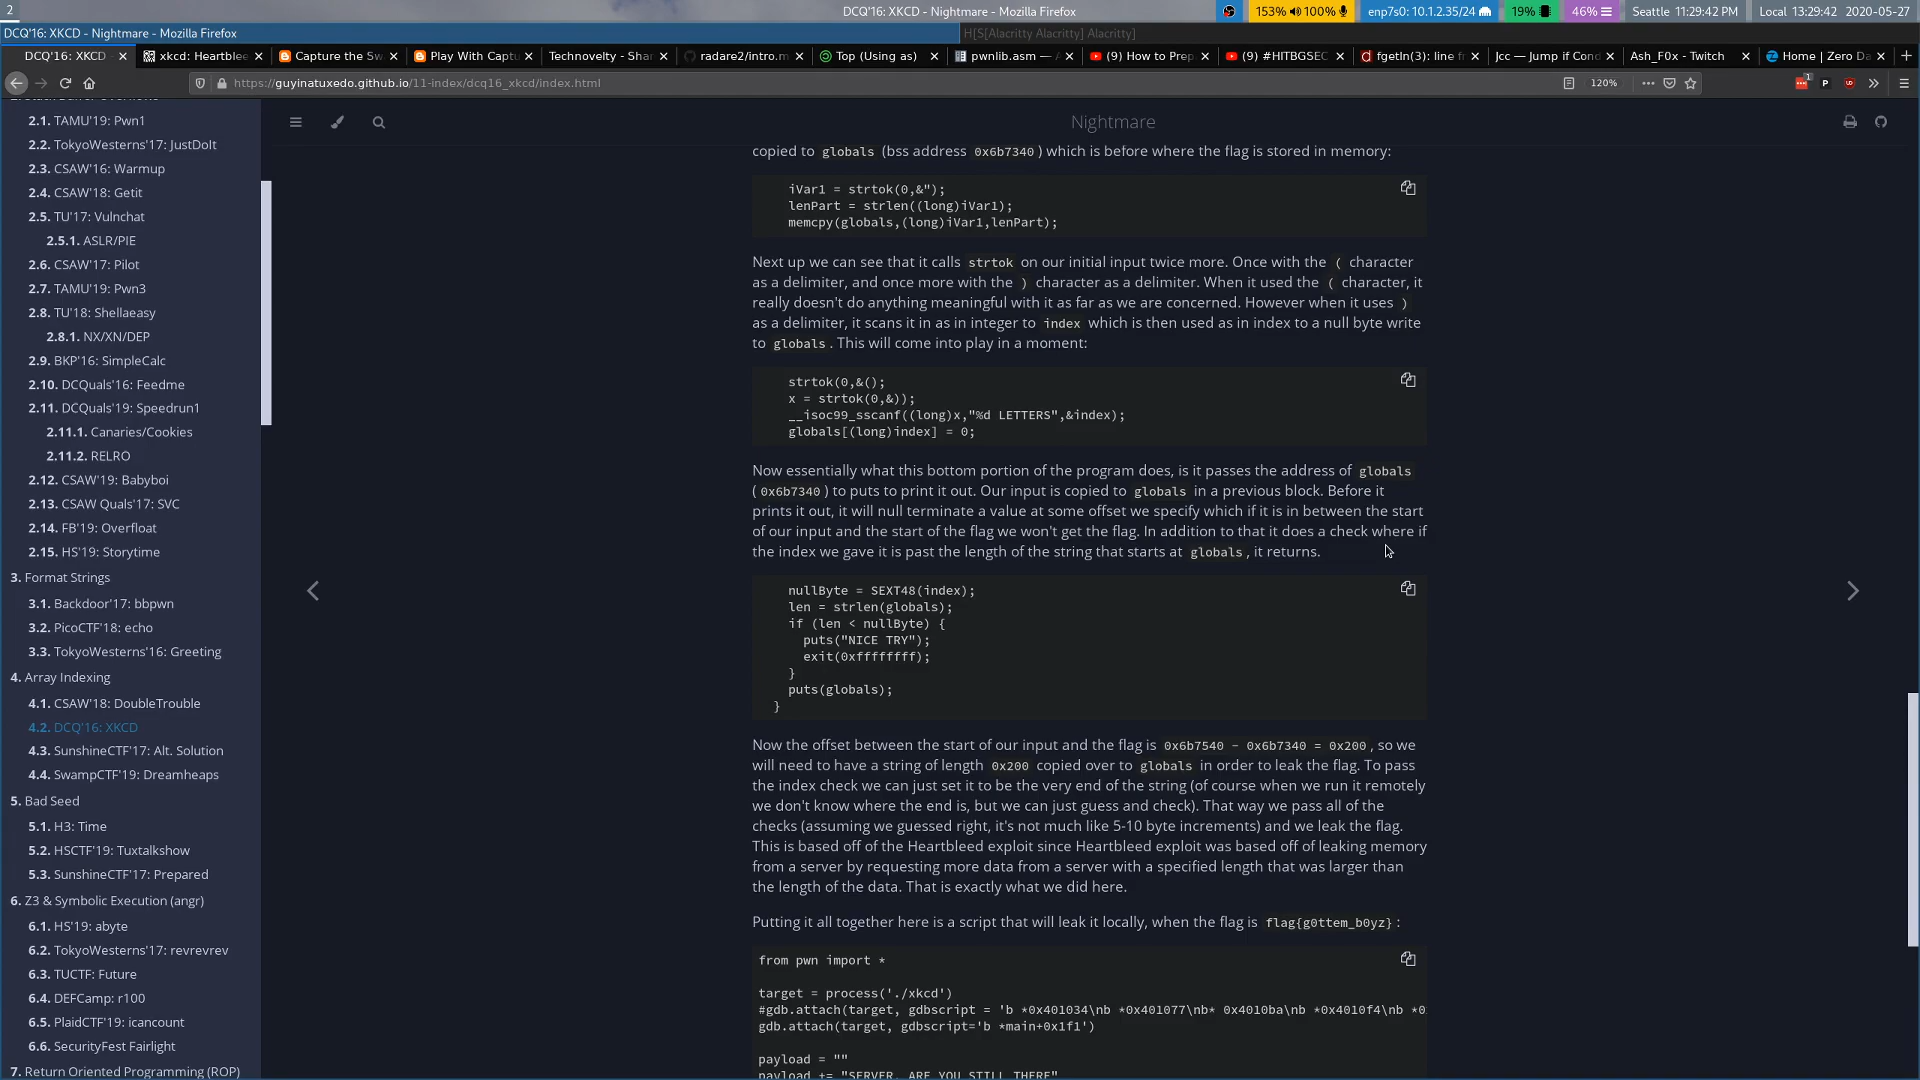 2
DCQ'16: XKCD - Nightmare - Mozilla Firefox
153% 100%
enp7s0: 10.1.2.35/24
19%
46%
Seattle 11:29:42 PM
Local 13:29:42 2020-05-27
DCQ'16: XKCD - Nightmare - Mozilla Firefox
H[S[Alacritty Alacritty] Alacritty]
DCQ'16: XKCD - Nightm
xkcd: Heartblee
Capture the Sw
Play With Captu
Technovelty - Shar
radare2/intro.m
Top (Using as)
pwnlib.asm — A
(9) How to Prep
(9) #HITBGSEC
fgetln(3): line fr
Jcc — Jump if Cond
Ash_F0x - Twitch
Home | Zero Da
https://guyinatuxedo.github.io/11-index/dcq16_xkcd/index.html
120%
2.1. TAMU'19: Pwn1
2.2. TokyoWesterns'17: JustDoIt
2.3. CSAW'16: Warmup
2.4. CSAW'18: Getit
2.5. TU'17: Vulnchat
2.5.1. ASLR/PIE
2.6. CSAW'17: Pilot
2.7. TAMU'19: Pwn3
2.8. TU'18: Shellaeasy
2.8.1. NX/XN/DEP
2.9. BKP'16: SimpleCalc
2.10. DCQuals'16: Feedme
2.11. DCQuals'19: Speedrun1
2.11.1. Canaries/Cookies
2.11.2. RELRO
2.12. CSAW'19: Babyboi
2.13. CSAW Quals'17: SVC
2.14. FB'19: Overfloat
2.15. HS'19: Storytime
3. Format Strings
3.1. Backdoor'17: bbpwn
3.2. PicoCTF'18: echo
3.3. TokyoWesterns'16: Greeting
4. Array Indexing
4.1. CSAW'18: DoubleTrouble
4.2. DCQ'16: XKCD
4.3. SunshineCTF'17: Alt. Solution
4.4. SwampCTF'19: Dreamheaps
5. Bad Seed
5.1. H3: Time
5.2. HSCTF'19: Tuxtalkshow
5.3. SunshineCTF'17: Prepared
6. Z3 & Symbolic Execution (angr)
6.1. HS'19: abyte
6.2. TokyoWesterns'17: revrevrev
6.3. TUCTF: Future
6.4. DEFCamp: r100
6.5. PlaidCTF'19: icancount
6.6. SecurityFest Fairlight
7. Return Oriented Programming (ROP)
Nightmare
copied to globals (bss address 0x6b7340) which is before where the flag is stored in memory:
iVar1 = strtok(0,&");
lenPart = strlen((long)iVar1);
memcpy(globals,(long)iVar1,lenPart);
Next up we can see that it calls strtok on our initial input twice more. Once with the ( character
as a delimiter, and once more with the ) character as a delimiter. When it used the ( character, it
really doesn't do anything meaningful with it as far as we are concerned. However when it uses )
as a delimiter, it scans it in as in integer to index which is then used as in index to a null byte write
to globals. This will come into play in a moment:
strtok(0,&();
x = strtok(0,&));
__isoc99_sscanf((long)x,"%d LETTERS",&index);
globals[(long)index] = 0;
Now essentially what this bottom portion of the program does, is it passes the address of globals
(0x6b7340) to puts to print it out. Our input is copied to globals in a previous block. Before it
prints it out, it will null terminate a value at some offset we specify which if it is in between the start
of our input and the start of the flag we won't get the flag. In addition to that it does a check where if
the index we gave it is past the length of the string that starts at globals, it returns.
nullByte = SEXT48(index);
len = strlen(globals);
if (len < nullByte) {
puts("NICE TRY");
exit(0xffffffff);
}
puts(globals);
}
Now the offset between the start of our input and the flag is 0x6b7540 - 0x6b7340 = 0x200, so we
will need to have a string of length 0x200 copied over to globals in order to leak the flag. To pass
the index check we can just set it to be the very end of the string (of course when we run it remotely
we don't know where the end is, but we can just guess and check). That way we pass all of the
checks (assuming we guessed right, it's not much like 5-10 byte increments) and we leak the flag.
This is based off of the Heartbleed exploit since Heartbleed exploit was based off of leaking memory
from a server by requesting more data from a server with a specified length that was larger than
the length of the data. That is exactly what we did here.
Putting it all together here is a script that will leak it locally, when the flag is flag{g0ttem_b0yz}:
from pwn import *
target = process('./xkcd')
#gdb.attach(target, gdbscript = 'b *0x401034\nb *0x401077\nb* 0x4010ba\nb *0x4010f4\nb *0
gdb.attach(target, gdbscript='b *main+0x1f1')
payload = ""
payload += "SERVER, ARE YOU STILL THERE"